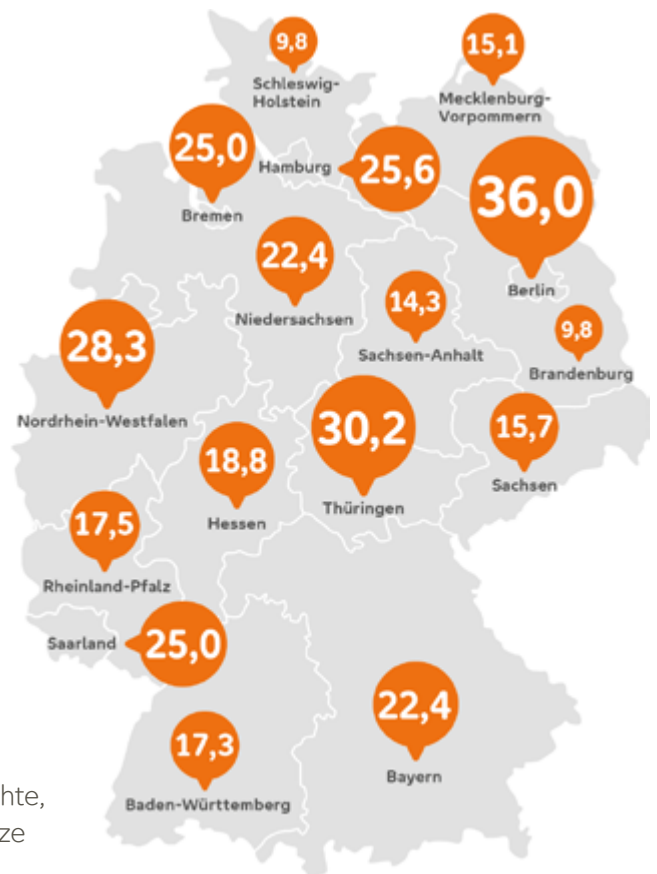 9,8
Schleswig-
Holstein
15,1
Mecklenburg-
Vorpommern
25,0
Bremen
Hamburg
25,6
36,0
Berlin
22,4
Niedersachsen
14,3
Sachsen-Anhalt
9,8
Brandenburg
28,3
Nordrhein-Westfalen
30,2
Thüringen
15,7
Sachsen
18,8
Hessen
17,5
Rheinland-Pfalz
Saarland
25,0
22,4
Bayern
17,3
Baden-Württemberg
hte,
ze